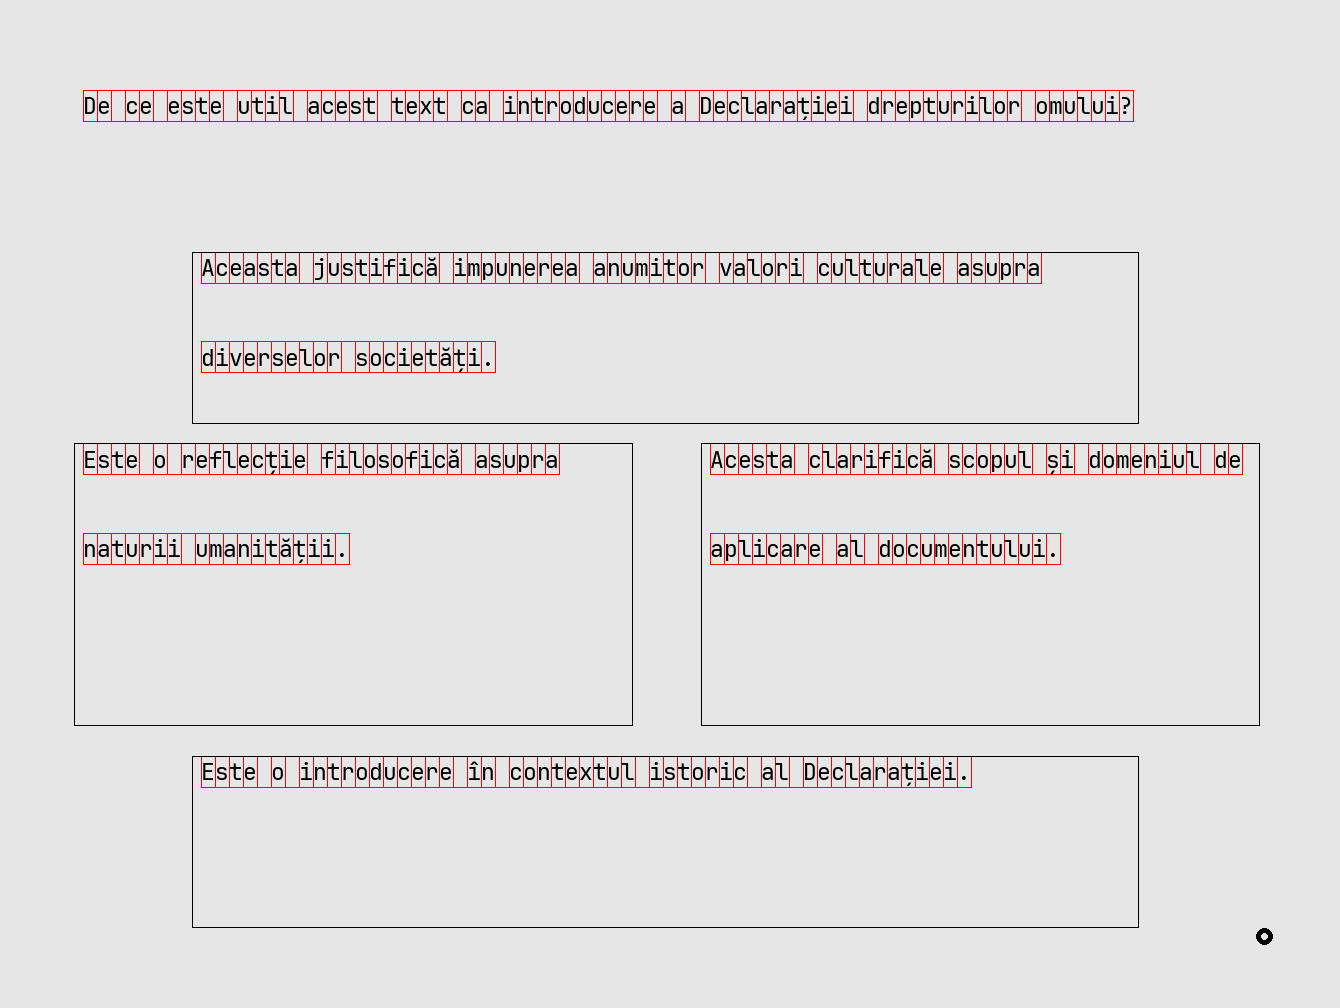 De ce este util acest text ca introducere a Declarației drepturilor omului?
Aceasta justifică impunerea anumitor valori culturale asupra
diverselor societăți.
Este o reflecție filosofică asupra
naturii umanității.
Acesta clarifică scopul și domeniul de
aplicare al documentului.
Este o introducere în contextul istoric al Declarației.